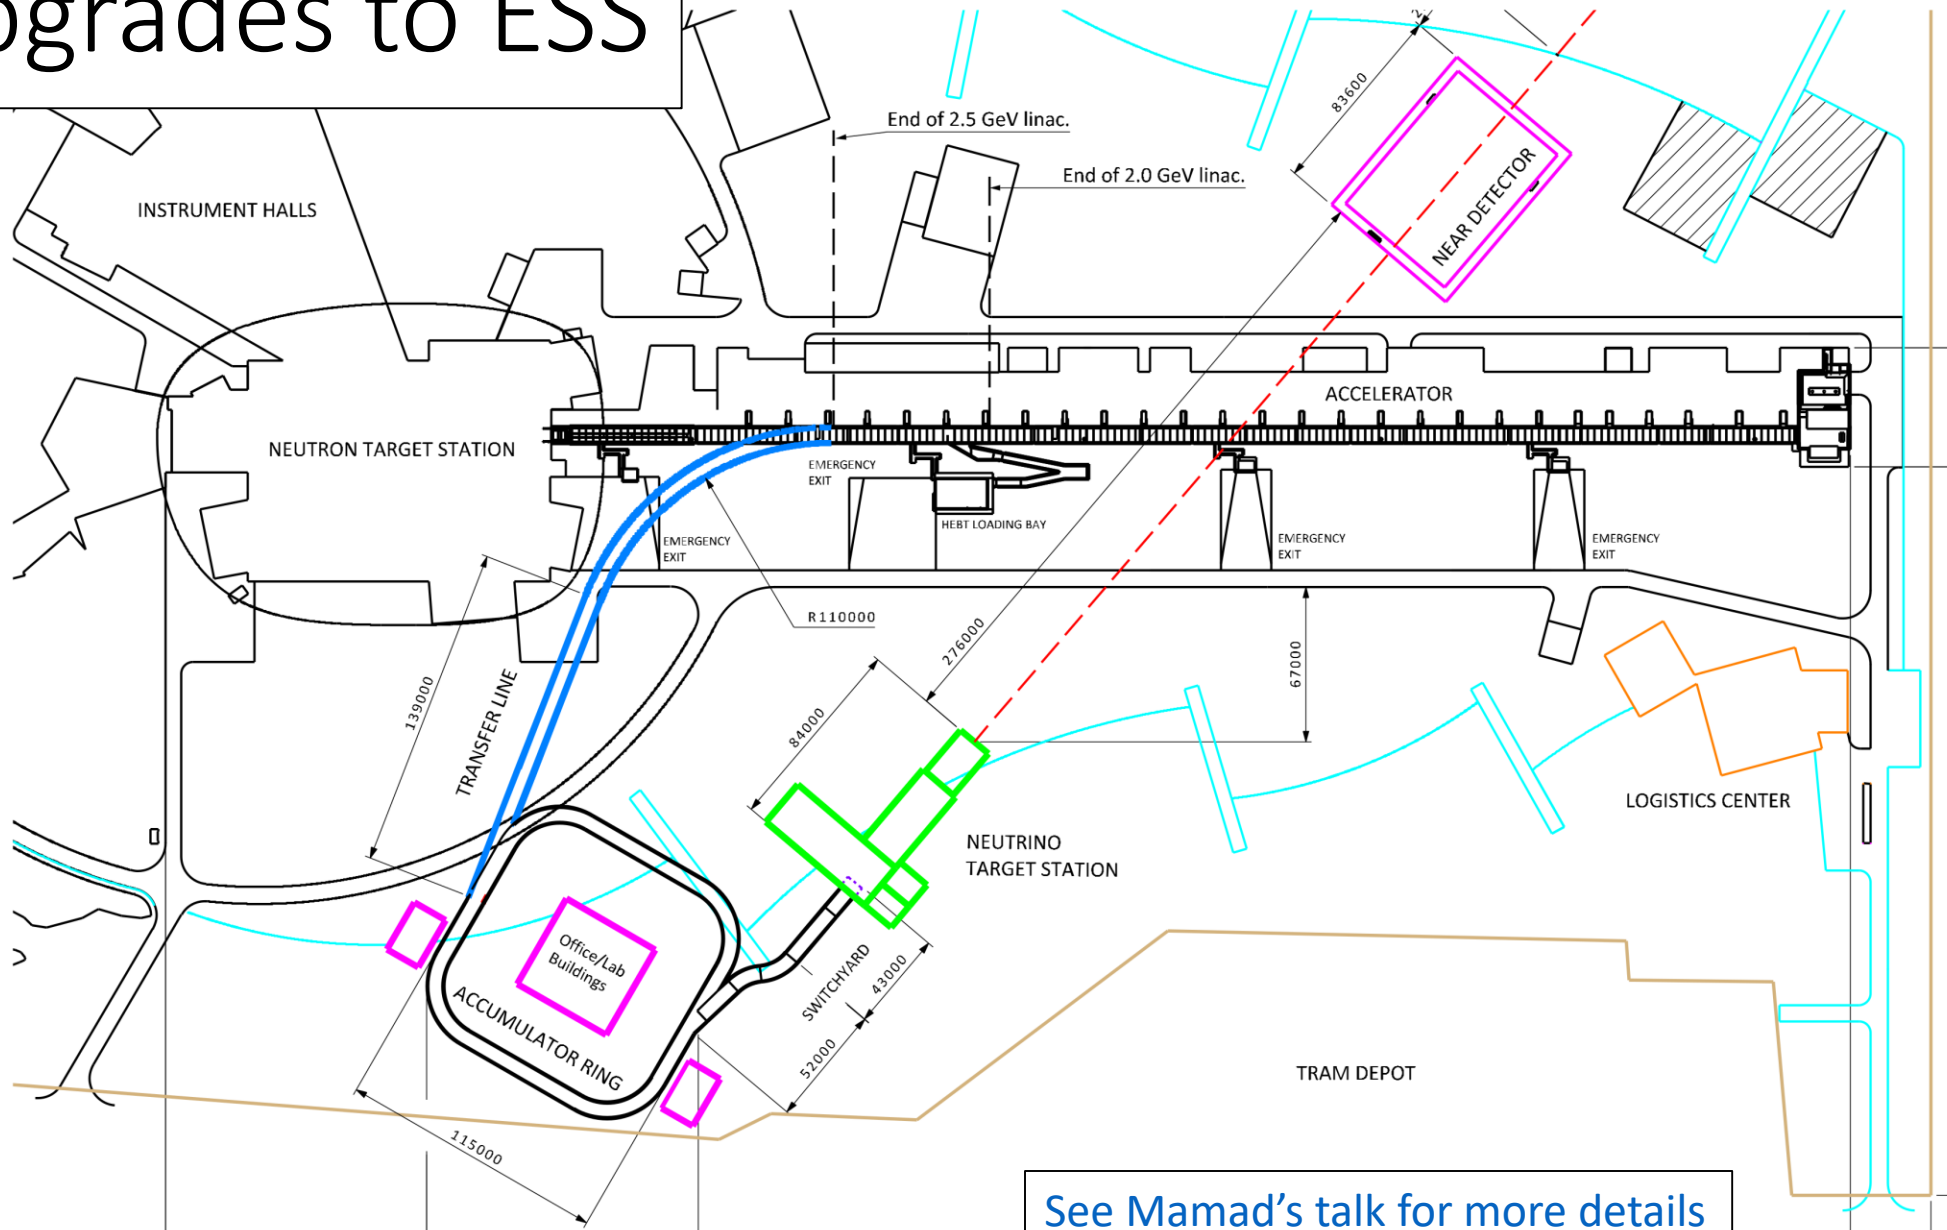 ogrades to ESS
83600
End of 2.5 GeV linac.
End of 2.0 GeV linac.
INSTRUMENT HALLS
NEAR DETECTOR
ACCELERATOR
NEUTRON TARGET STATION
EMERGENCY
EXIT
HEBT LOADING BAY
EMERGENCY
EXIT
EMERGENCY
EXIT
EMERGENCY
EXIT
R110000
276000
67000
139000
TRANSFER LINE
84000
LOGISTICS CENTER
NEUTRINO
TARGET STATION
Office/Lab
Buildings
SWITCHYARD
43000
ACCUMULATOR RING
52000
TRAM DEPOT
115000
See Mamad's talk for more details